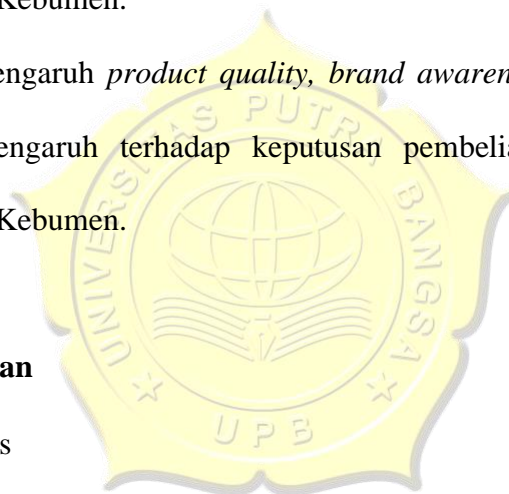 Kebumen.
engaruh product quality, brand awaren
engaruh terhadap keputusan pembelia
Kebumen.
UNIVERSITAS PUTRA BANGSA
an
UPB
s